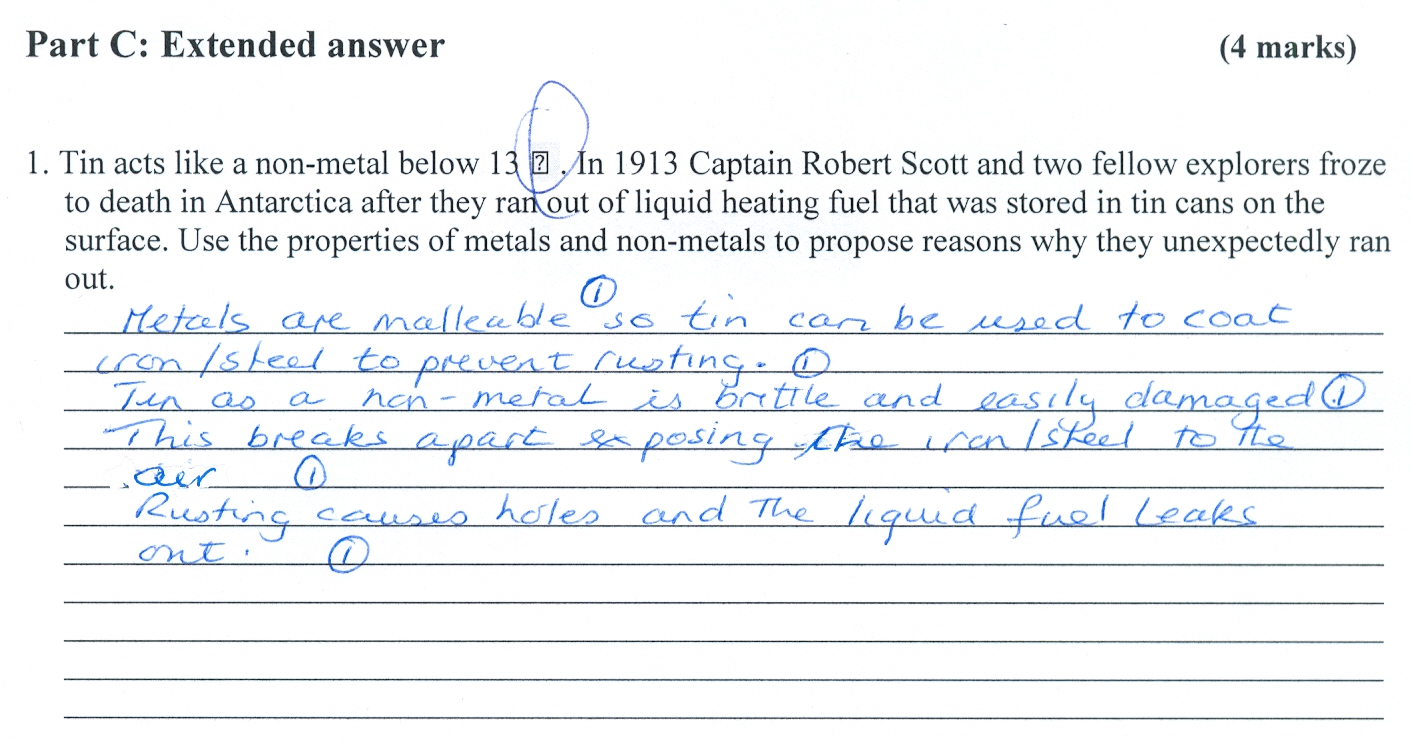 Part C: Extended answer (4 marks)
1. Tin acts like a non-metal below 13 ⍰ . In 1913 Captain Robert Scott and two fellow explorers froze
to death in Antarctica after they ran out of liquid heating fuel that was stored in tin cans on the
surface. Use the properties of metals and non-metals to propose reasons why they unexpectedly ran
out.
Metals are malleable ① so tin can be used to coat
iron/steel to prevent rusting. ①
Tin as a non-metal is brittle and easily damaged ①
This breaks apart exposing the iron/steel to the
air ①
Rusting causes holes and the liquid fuel leaks
out. ①